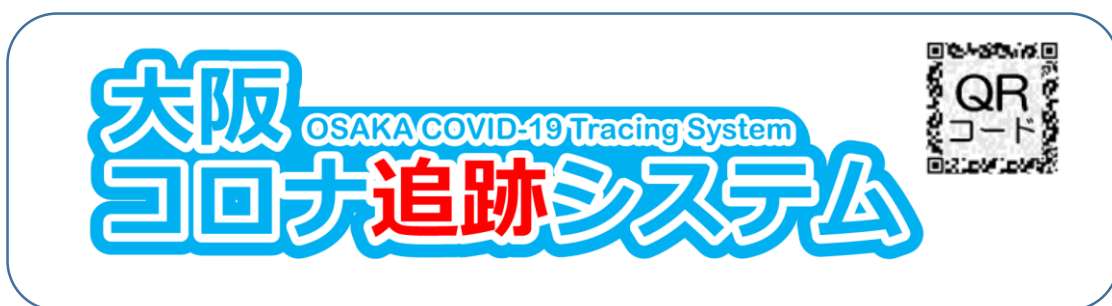 大阪
OSAKA COVID-19 Tracing System
コロナ追跡システム
QR
コード